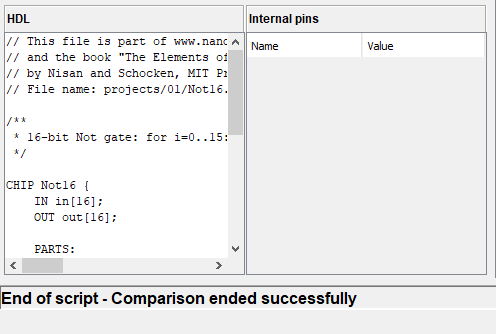 HDL
// This file is part of www.nand
// and the book "The Elements of
// by Nisan and Schocken, MIT Pr
// File name: projects/01/Not16.
/**
* 16-bit Not gate: for i=0..15:
*/
CHIP Not16 {
IN in[16];
OUT out[16];
PARTS:
Internal pins
Name Value
End of script - Comparison ended successfully